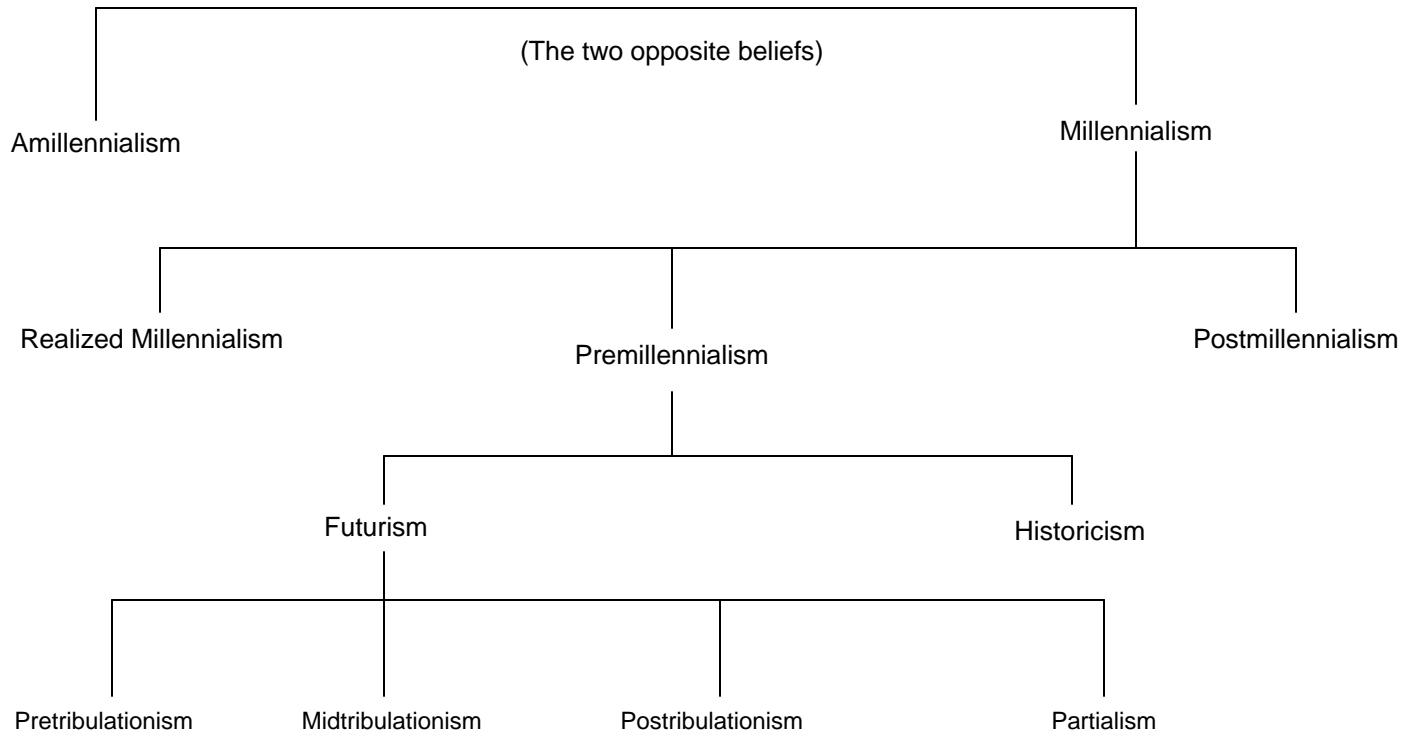 (The two opposite beliefs)
Amillennialism
Millennialism
Realized Millennialism
Premillennialism
Postmillennialism
Futurism
Historicism
Pretribulationism
Midtribulationism
Postribulationism
Partialism